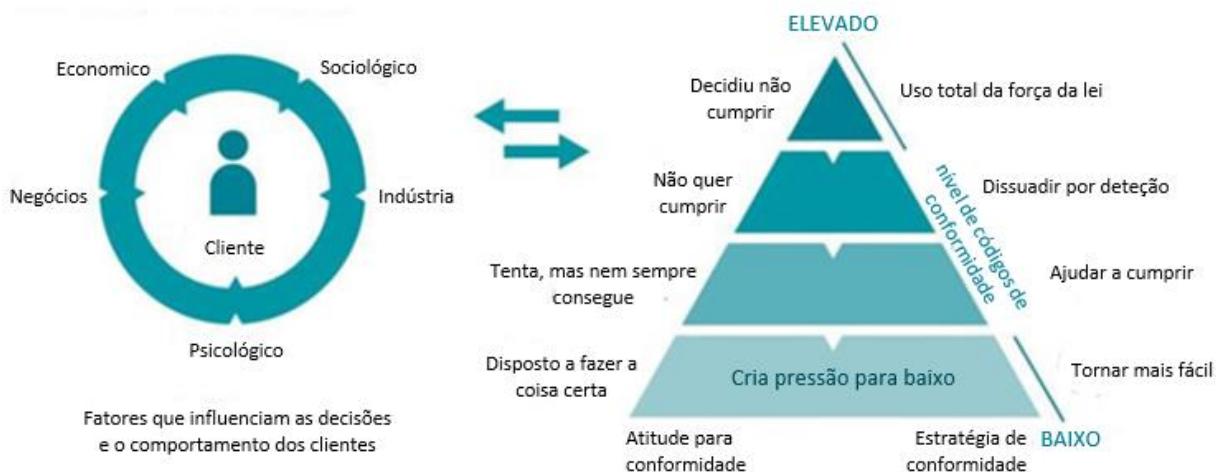 Economico
Sociológico
Negócios
Indústria
Cliente
Psicológico
Fatores que influenciam as decisões
e o comportamento dos clientes
ELEVADO
Decidiu não
cumprir
Uso total da força da lei
Não quer
cumprir
Dissuadir por deteção
nível de códigos de
conformidade
Tenta, mas nem sempre
consegue
Ajudar a cumprir
Disposto a fazer a
coisa certa
Cria pressão para baixo
Tornar mais fácil
Atitude para
conformidade
Estratégia de
conformidade
BAIXO